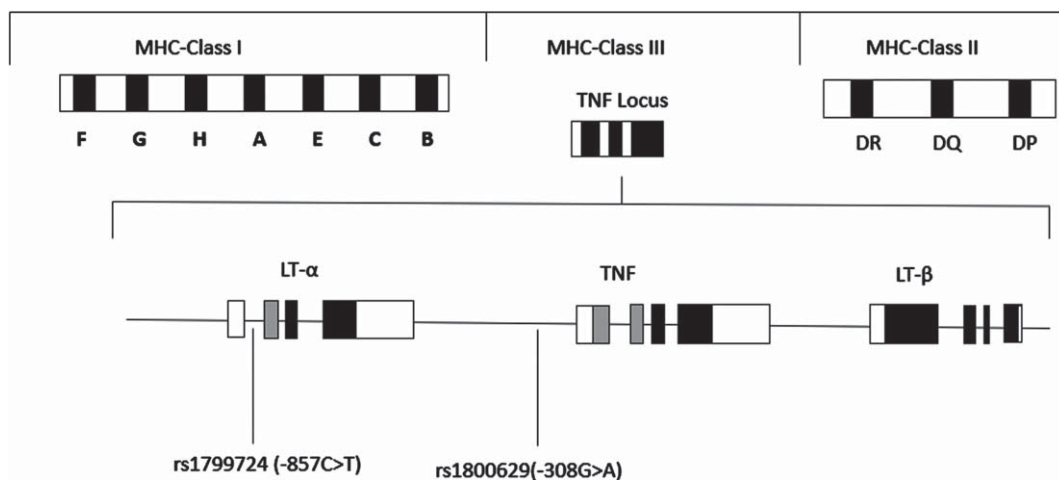 MHC-Class I
MHC-Class III
MHC-Class II
TNF Locus
F G H A E C B
DR DQ DP
LT-α
TNF
LT-β
rs1799724 (-857C>T)
rs1800629(-308G>A)